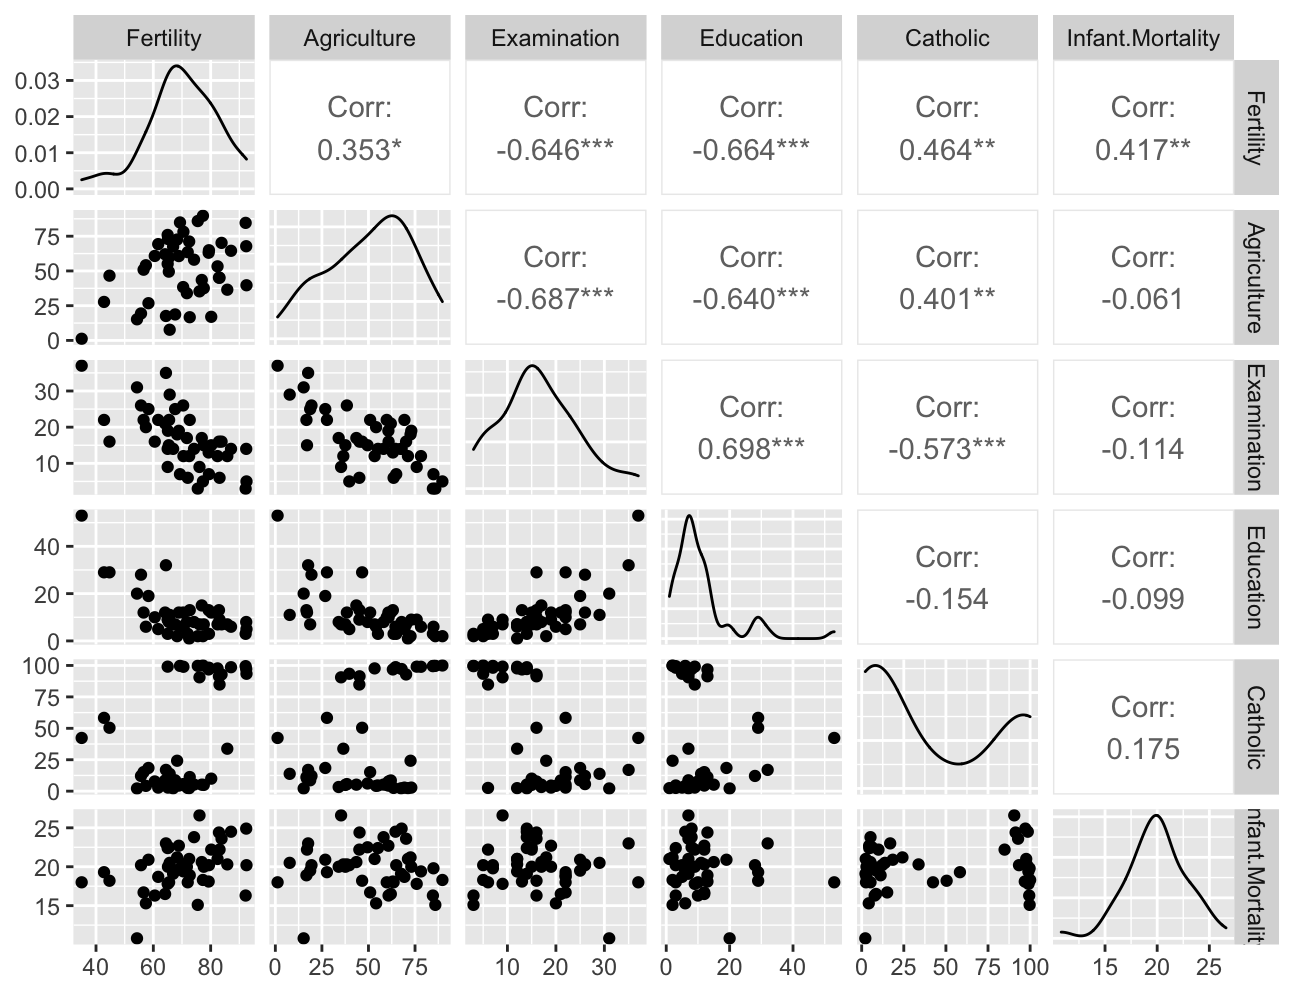 Fertility Agriculture Examination Education Catholic Infant.Mortality
0.03
0.02
0.01
0.00
Corr: Corr: Corr: Corr: Corr:
0.353* -0.646*** -0.664*** 0.464** 0.417**
Fertility
75
50
25
0
Corr: Corr: Corr: Corr:
-0.687*** -0.640*** 0.401** -0.061
Agriculture
30
20
10
Corr: Corr: Corr:
0.698*** -0.573*** -0.114
Examination
40
20
0
Corr: Corr:
-0.154 -0.099
Education
100
75
50
25
0
Corr:
0.175
Catholic
25
20
15
nfant.Mortalit
40 60 80 0 25 50 75 10 20 30 0 20 40 0 25 50 75 100 15 20 25